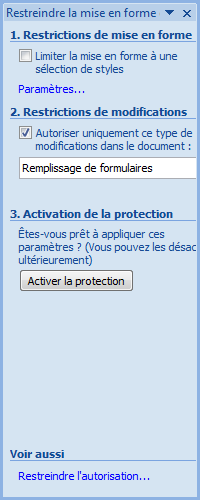 Restreindre la mise en forme
1. Restrictions de mise en forme
Limiter la mise en forme à une
sélection de styles
Paramètres...
2. Restrictions de modifications
Autoriser uniquement ce type de
modifications dans le document :
Remplissage de formulaires
3. Activation de la protection
Êtes-vous prêt à appliquer ces
paramètres ? (Vous pouvez les désac
ultérieurement)
Activer la protection
Voir aussi
Restreindre l'autorisation...